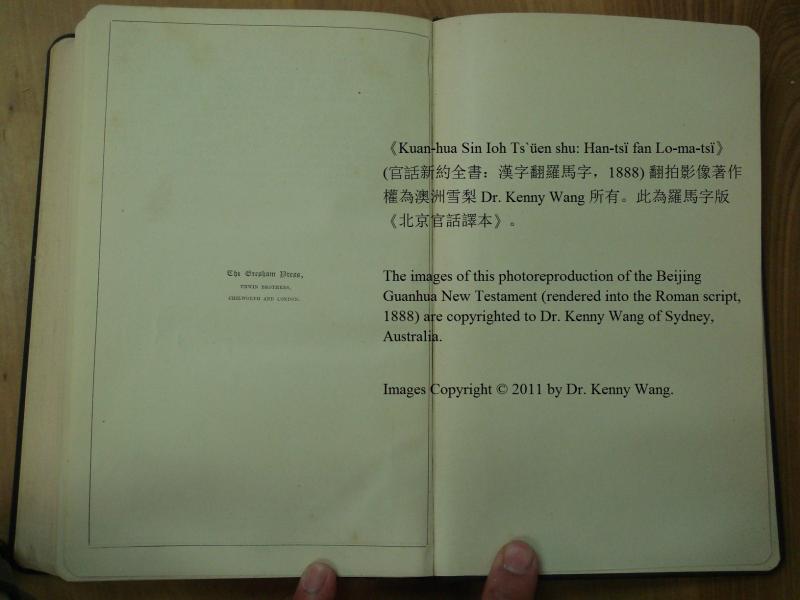 The Gresham Press,
UNWIN BROTHERS,
CHILWORTH AND LONDON.
《Kuan-hua Sin Ioh Ts`üen shu: Han-tsï fan Lo-ma-tsï》
(官話新約全書：漢字翻羅馬字，1888) 翻拍影像著作
權為澳洲雪梨 Dr. Kenny Wang 所有。此為羅馬字版
《北京官話譯本》。
The images of this photoreproduction of the Beijing
Guanhua New Testament (rendered into the Roman script,
1888) are copyrighted to Dr. Kenny Wang of Sydney,
Australia.
Images Copyright © 2011 by Dr. Kenny Wang.